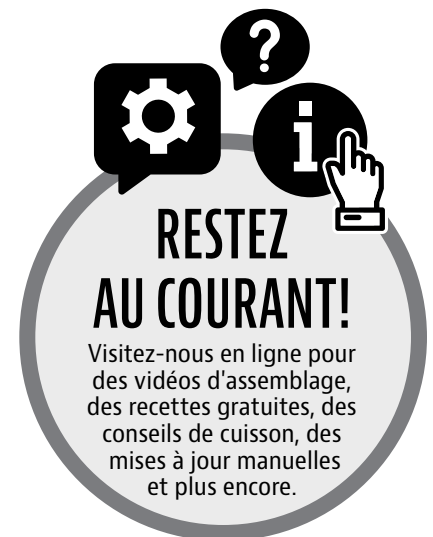 ?
i
RESTEZ
AU COURANT!
Visitez-nous en ligne pour
des vidéos d'assemblage,
des recettes gratuites, des
conseils de cuisson, des
mises à jour manuelles
et plus encore.